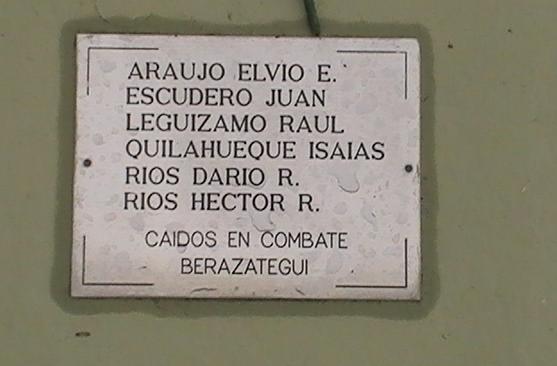 ARAUJO ELVIO E.
ESCUDERO JUAN
LEGUIZAMO RAUL
QUILAHUEQUE ISAIAS
RIOS DARIO R.
RIOS HECTOR R.
CAIDOS EN COMBATE
BERAZATEGUI